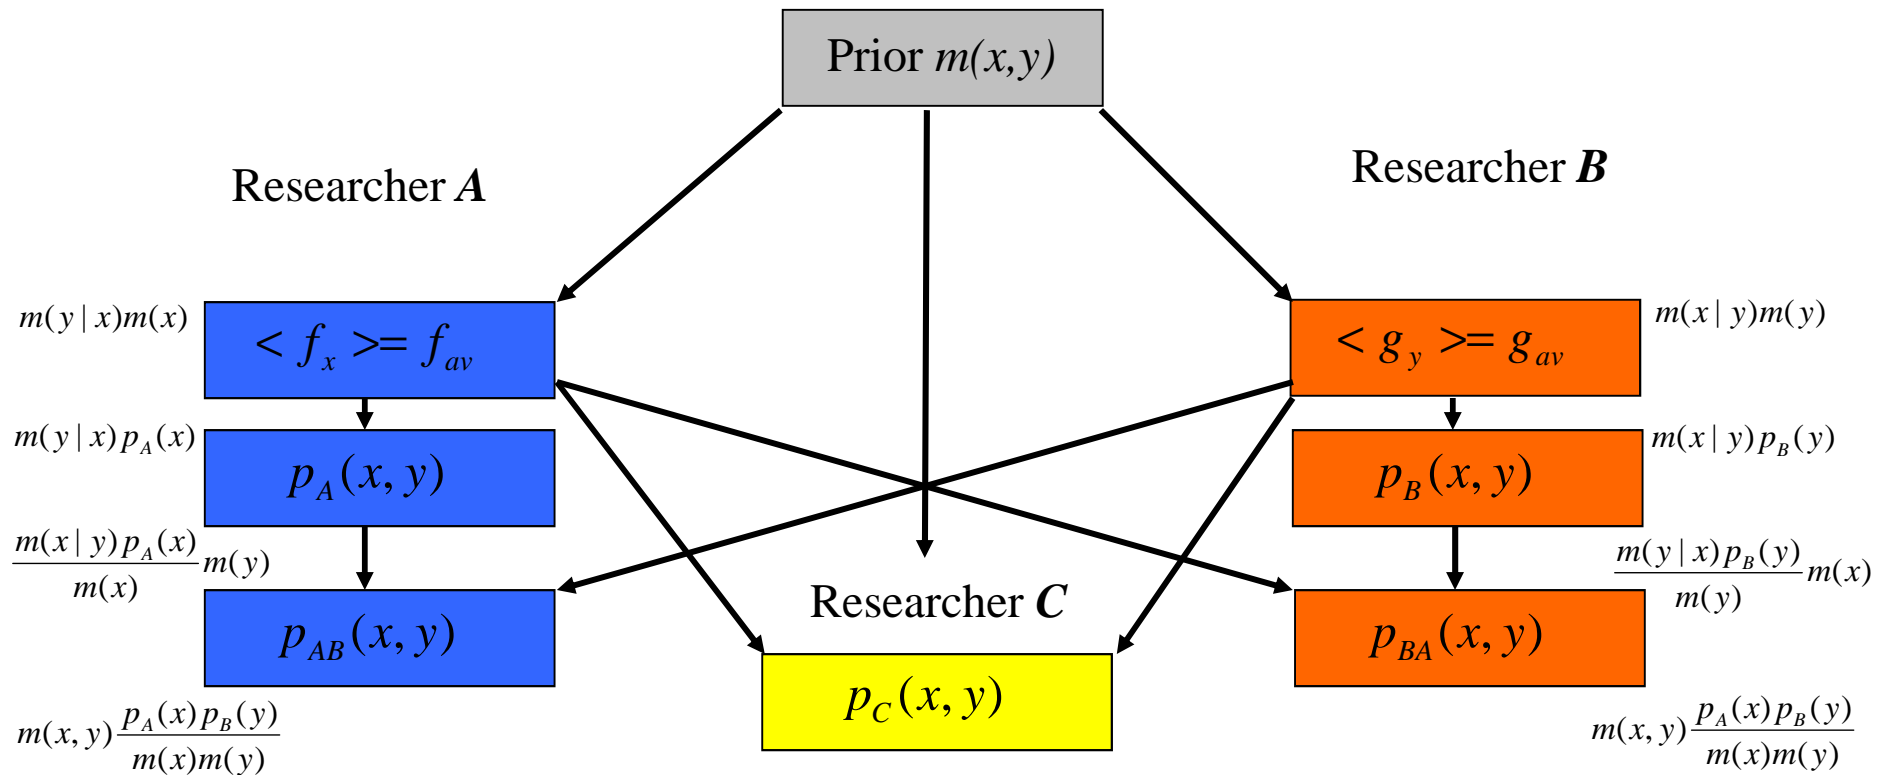 Prior m(x,y)
Researcher A
Researcher B
m(y | x)m(x)
< f_x >= f_av
< g_y >= g_av
m(x | y)m(y)
m(y | x)p_A(x)
p_A(x, y)
p_B(x, y)
m(x | y)p_B(y)
m(x | y)p_A(x)/m(x) m(y)
m(y | x)p_B(y)/m(y) m(x)
p_AB(x, y)
Researcher C
p_BA(x, y)
p_C(x, y)
m(x, y) p_A(x)p_B(y)/m(x)m(y)
m(x, y) p_A(x)p_B(y)/m(x)m(y)